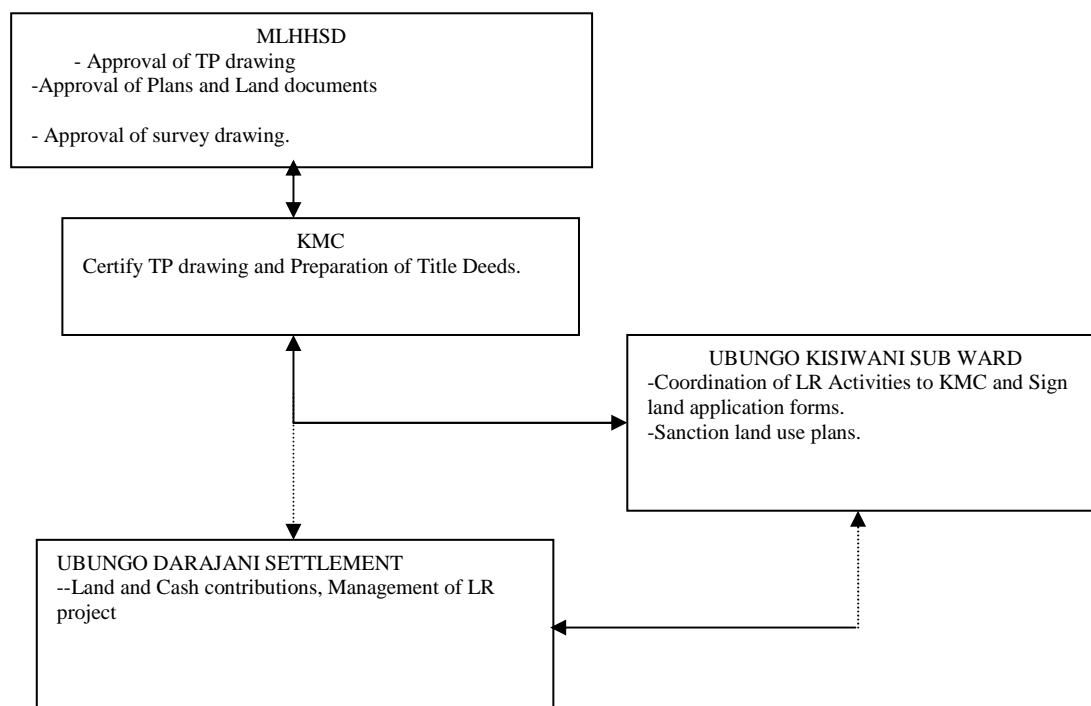 MLHHSD
- Approval of TP drawing
-Approval of Plans and Land documents
- Approval of survey drawing.
KMC
Certify TP drawing and Preparation of Title Deeds.
UBUNGO KISIWANI SUB WARD
-Coordination of LR Activities to KMC and Sign
land application forms.
-Sanction land use plans.
UBUNGO DARAJANI SETTLEMENT
--Land and Cash contributions, Management of LR
project